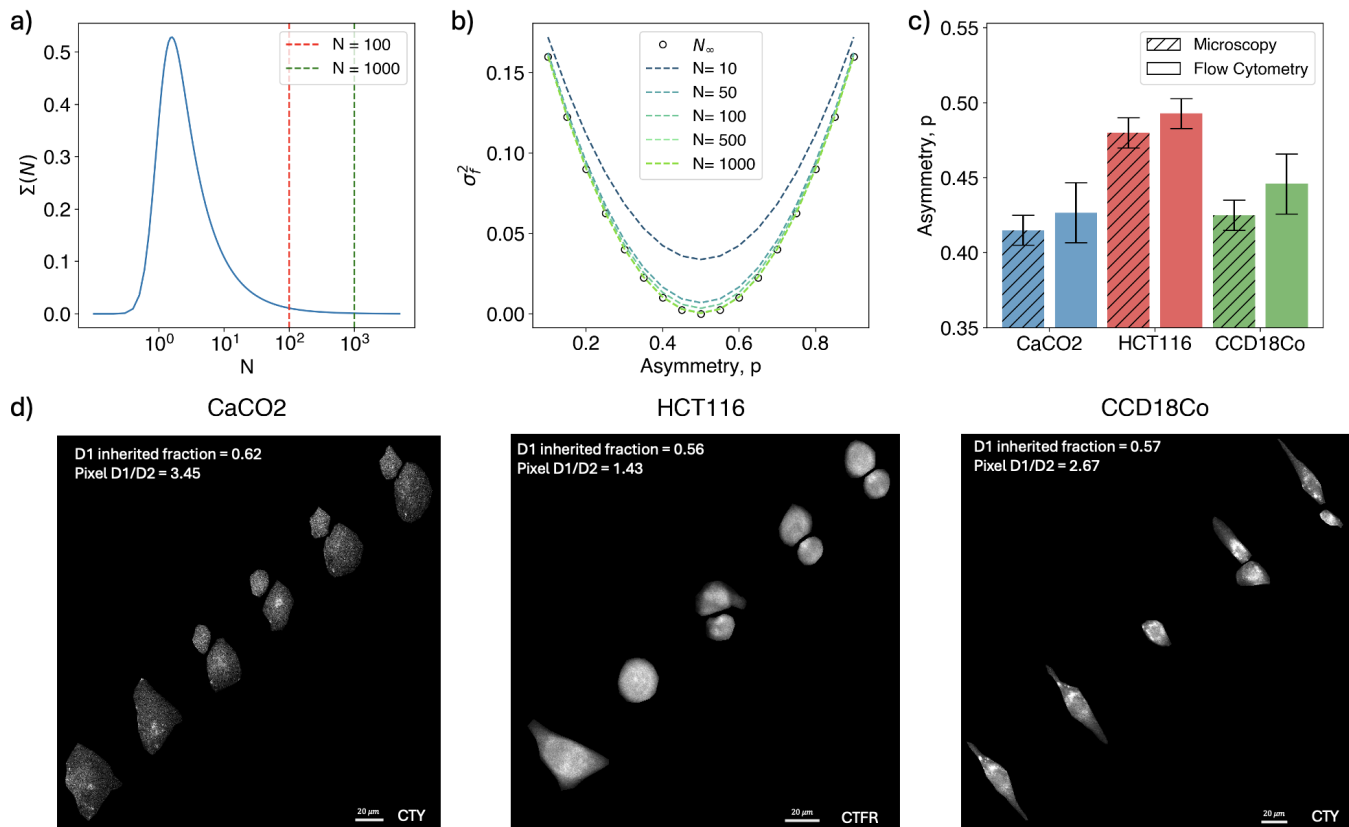 a)
0.5
0.4
0.3
0.2
0.1
0.0
Σ(N)
10⁰
10¹
10²
10³
N
N = 100
N = 1000
b)
0.15
0.10
0.05
0.00
σ²_f
0.2
0.4
0.6
0.8
Asymmetry, p
N∞
N= 10
N= 50
N= 100
N= 500
N= 1000
c)
0.55
0.50
0.45
0.40
0.35
Asymmetry, p
Microscopy
Flow Cytometry
CaCO2
HCT116
CCD18Co
d)
CaCO2
D1 inherited fraction = 0.62
Pixel D1/D2 = 3.45
20 μm
CTY
HCT116
D1 inherited fraction = 0.56
Pixel D1/D2 = 1.43
20 μm
CTFR
CCD18Co
D1 inherited fraction = 0.57
Pixel D1/D2 = 2.67
20 μm
CTY